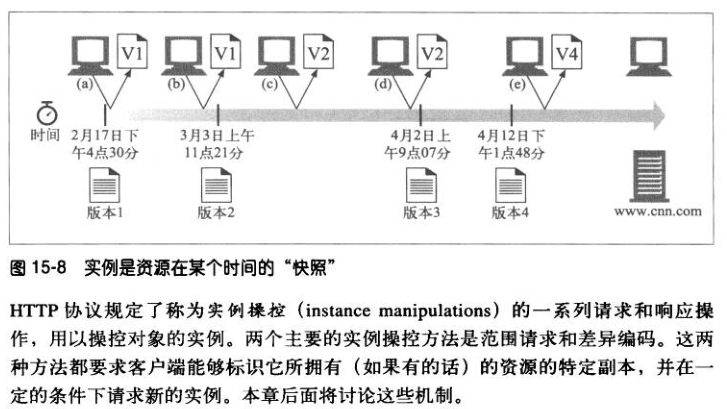 V1 V1 V2 V2 V4
(a) (b) (c) (d) (e)
时间 2月17日下午4点30分 3月3日上午11点21分 4月2日上午9点07分 4月12日下午1点48分
版本1 版本2 版本3 版本4 www.cnn.com
图 15-8 实例是资源在某个时间的“快照”
HTTP 协议规定了称为实例操控（instance manipulations）的一系列请求和响应操
作，用以操控对象的实例。两个主要的实例操控方法是范围请求和差异编码。这两
种方法都要求客户端能够标识它所拥有（如果有的话）的资源的特定副本，并在一
定的条件下请求新的实例。本章后面将讨论这些机制。